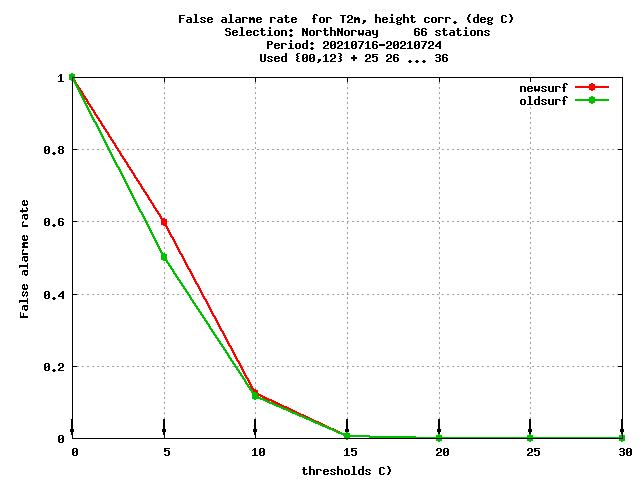 False alarme rate  for T2m, height corr. (deg C)
Selection: NorthNorway     66 stations
Period: 20210716-20210724
Used {00,12} + 25 26 ... 36
newsurf
oldsurf
1
0.8
0.6
0.4
0.2
0
False alarme rate
0 5 10 15 20 25 30
thresholds C)